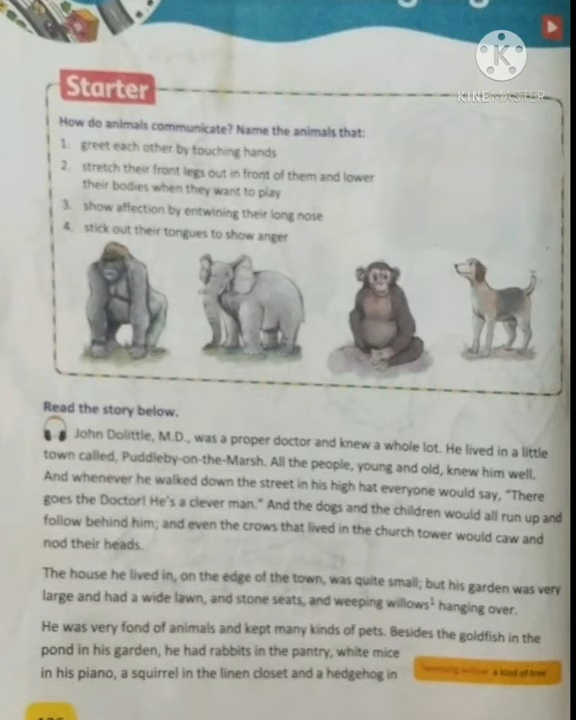 KINEMASTER
Starter
How do animals communicate? Name the animals that:
1. greet each other by touching hands
2. stretch their front legs out in front of them and lower
their bodies when they want to play
3. show affection by entwining their long nose
4. stick out their tongues to show anger
Read the story below.
John Dolittle, M.D., was a proper doctor and knew a whole lot. He lived in a little
town called, Puddleby-on-the-Marsh. All the people, young and old, knew him well.
And whenever he walked down the street in his high hat everyone would say, "There
goes the Doctor! He's a clever man." And the dogs and the children would all run up and
follow behind him; and even the crows that lived in the church tower would caw and
nod their heads.
The house he lived in, on the edge of the town, was quite small; but his garden was very
large and had a wide lawn, and stone seats, and weeping willows¹ hanging over.
He was very fond of animals and kept many kinds of pets. Besides the goldfish in the
pond in his garden, he had rabbits in the pantry, white mice
in his piano, a squirrel in the linen closet and a hedgehog in
a kind of tree